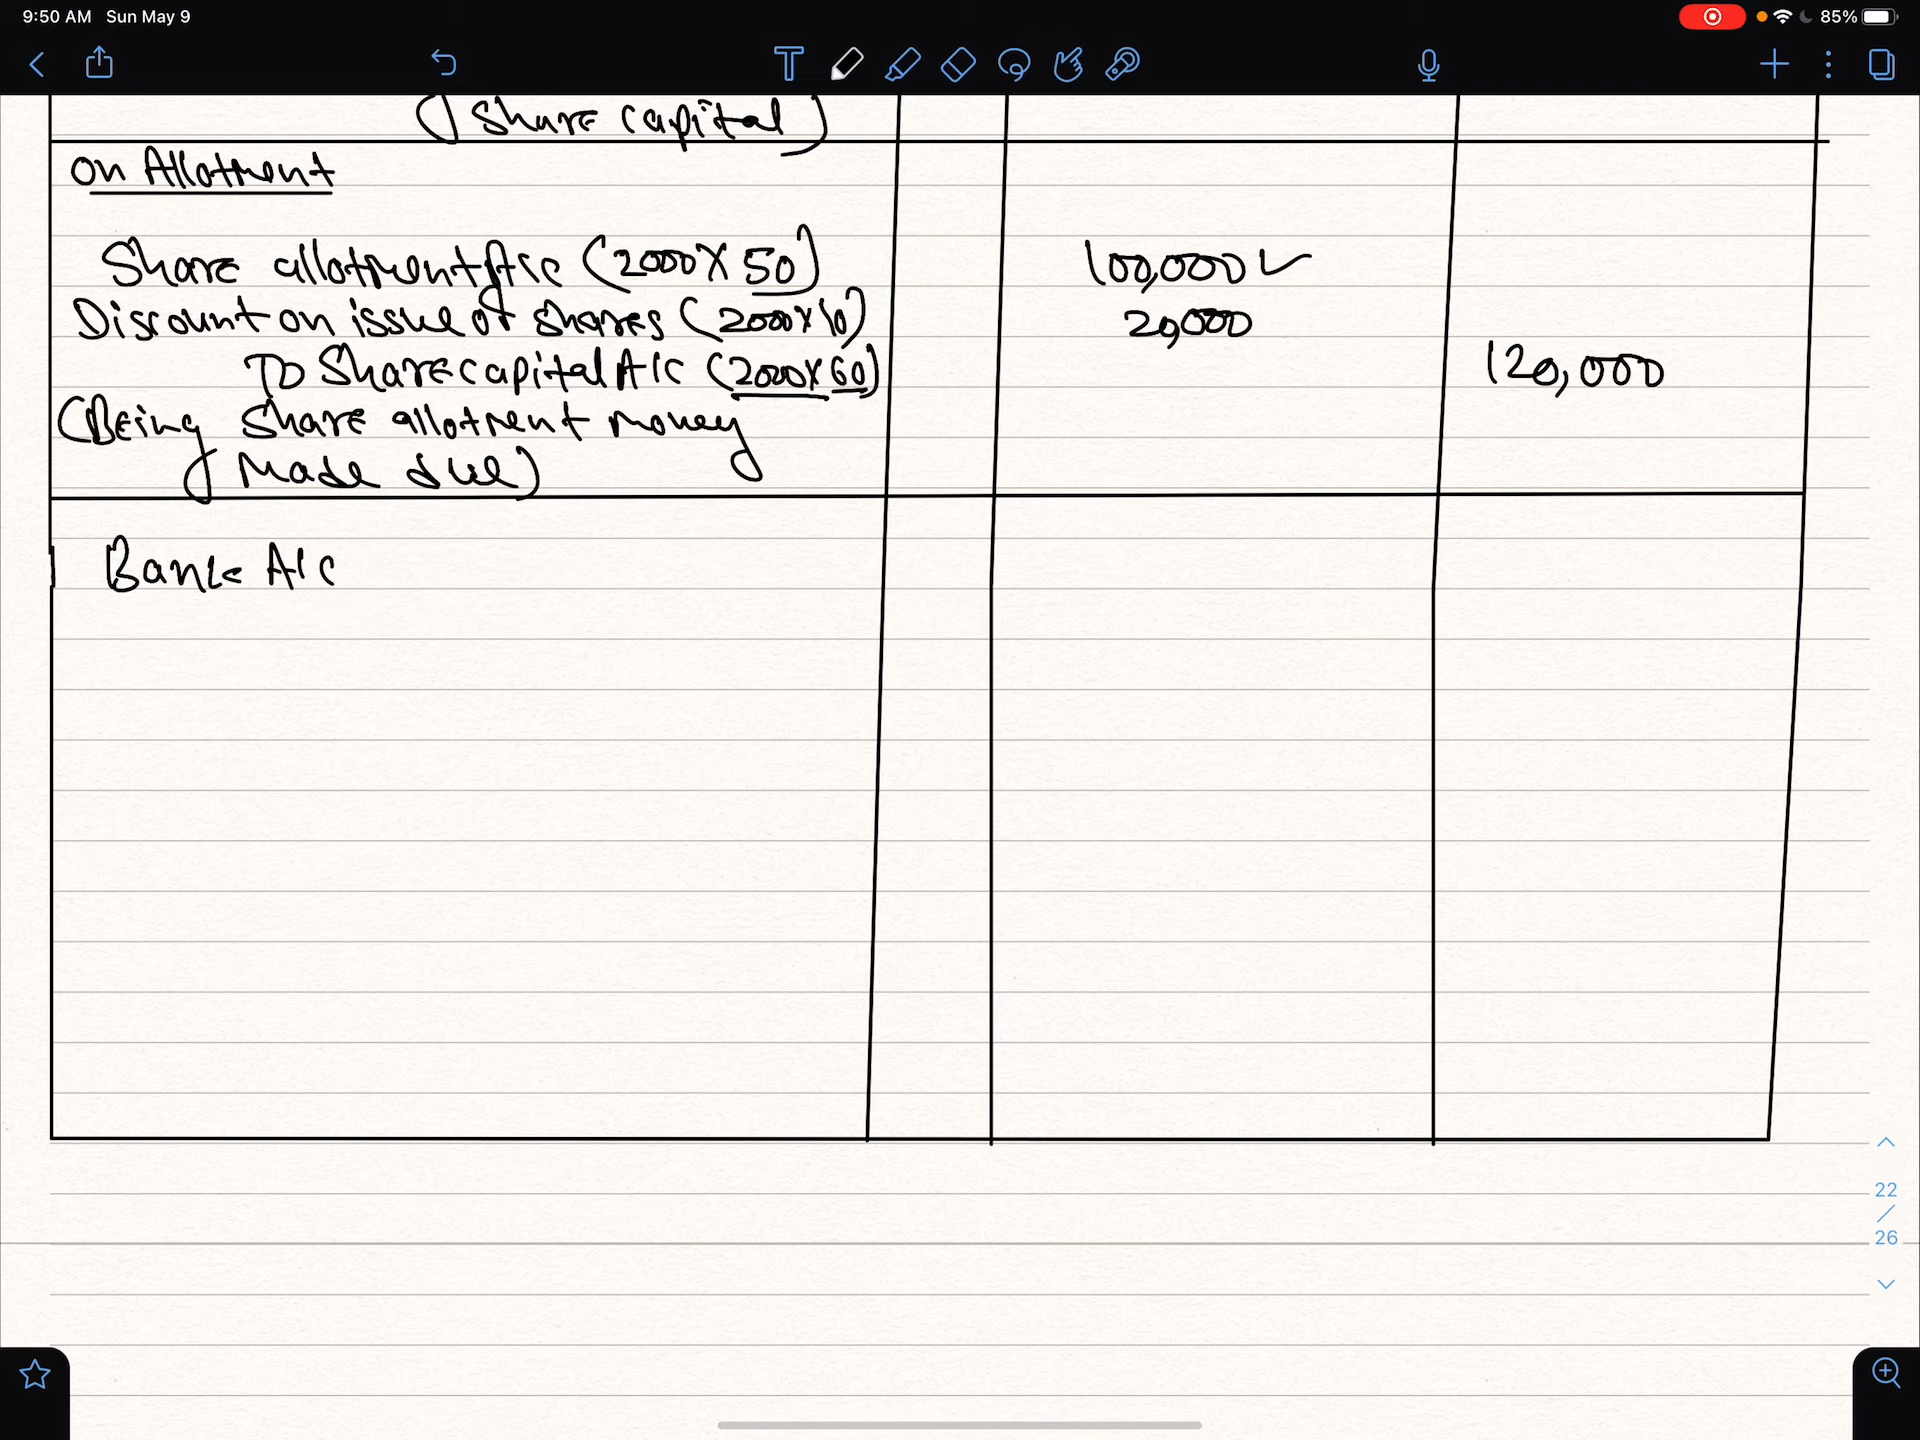 9:50 AM Sun May 9
85%
(Share capital)
on Allotment
Share allotment A/c (2000 X 50) 100,000
Discount on issue of shares (2000 X 10) 20,000
To Share capital A/c (2000 X 60) 120,000
(Being share allotment money
Made due)
Bank A/c
22
/
26